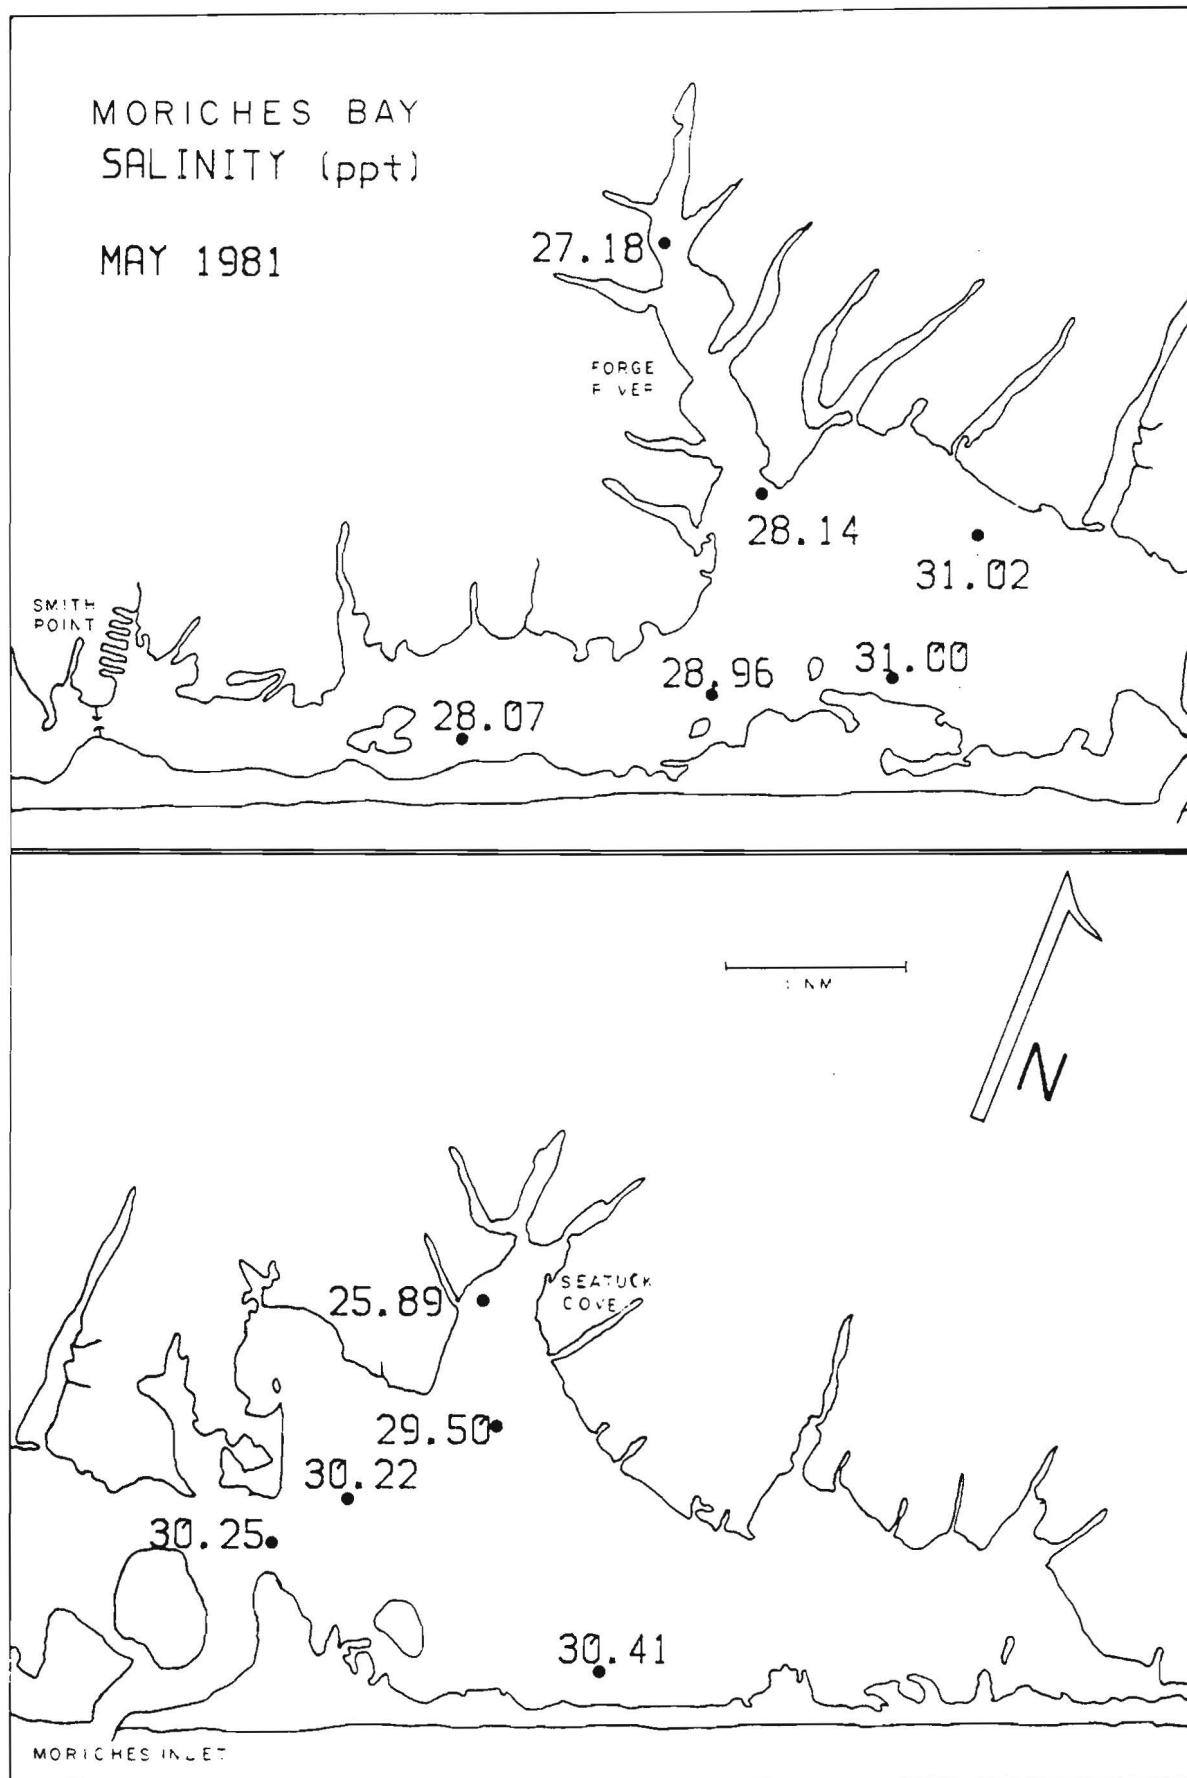 MORICHES BAY
SALINITY (ppt)
MAY 1981
27.18
FORGE
28.14
31.02
SMITH
POINT
28.96
31.00
28.07
NM
N
25.89
SEATUCK
COVE
29.50
30.22
30.25
30.41
MORICHES INLET